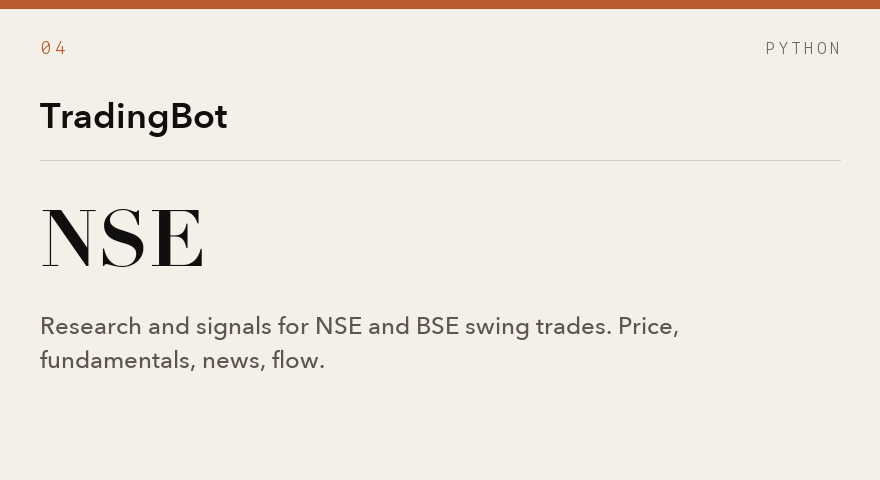 04
PYTHON
TradingBot
NSE
Research and signals for NSE and BSE swing trades. Price,
fundamentals, news, flow.